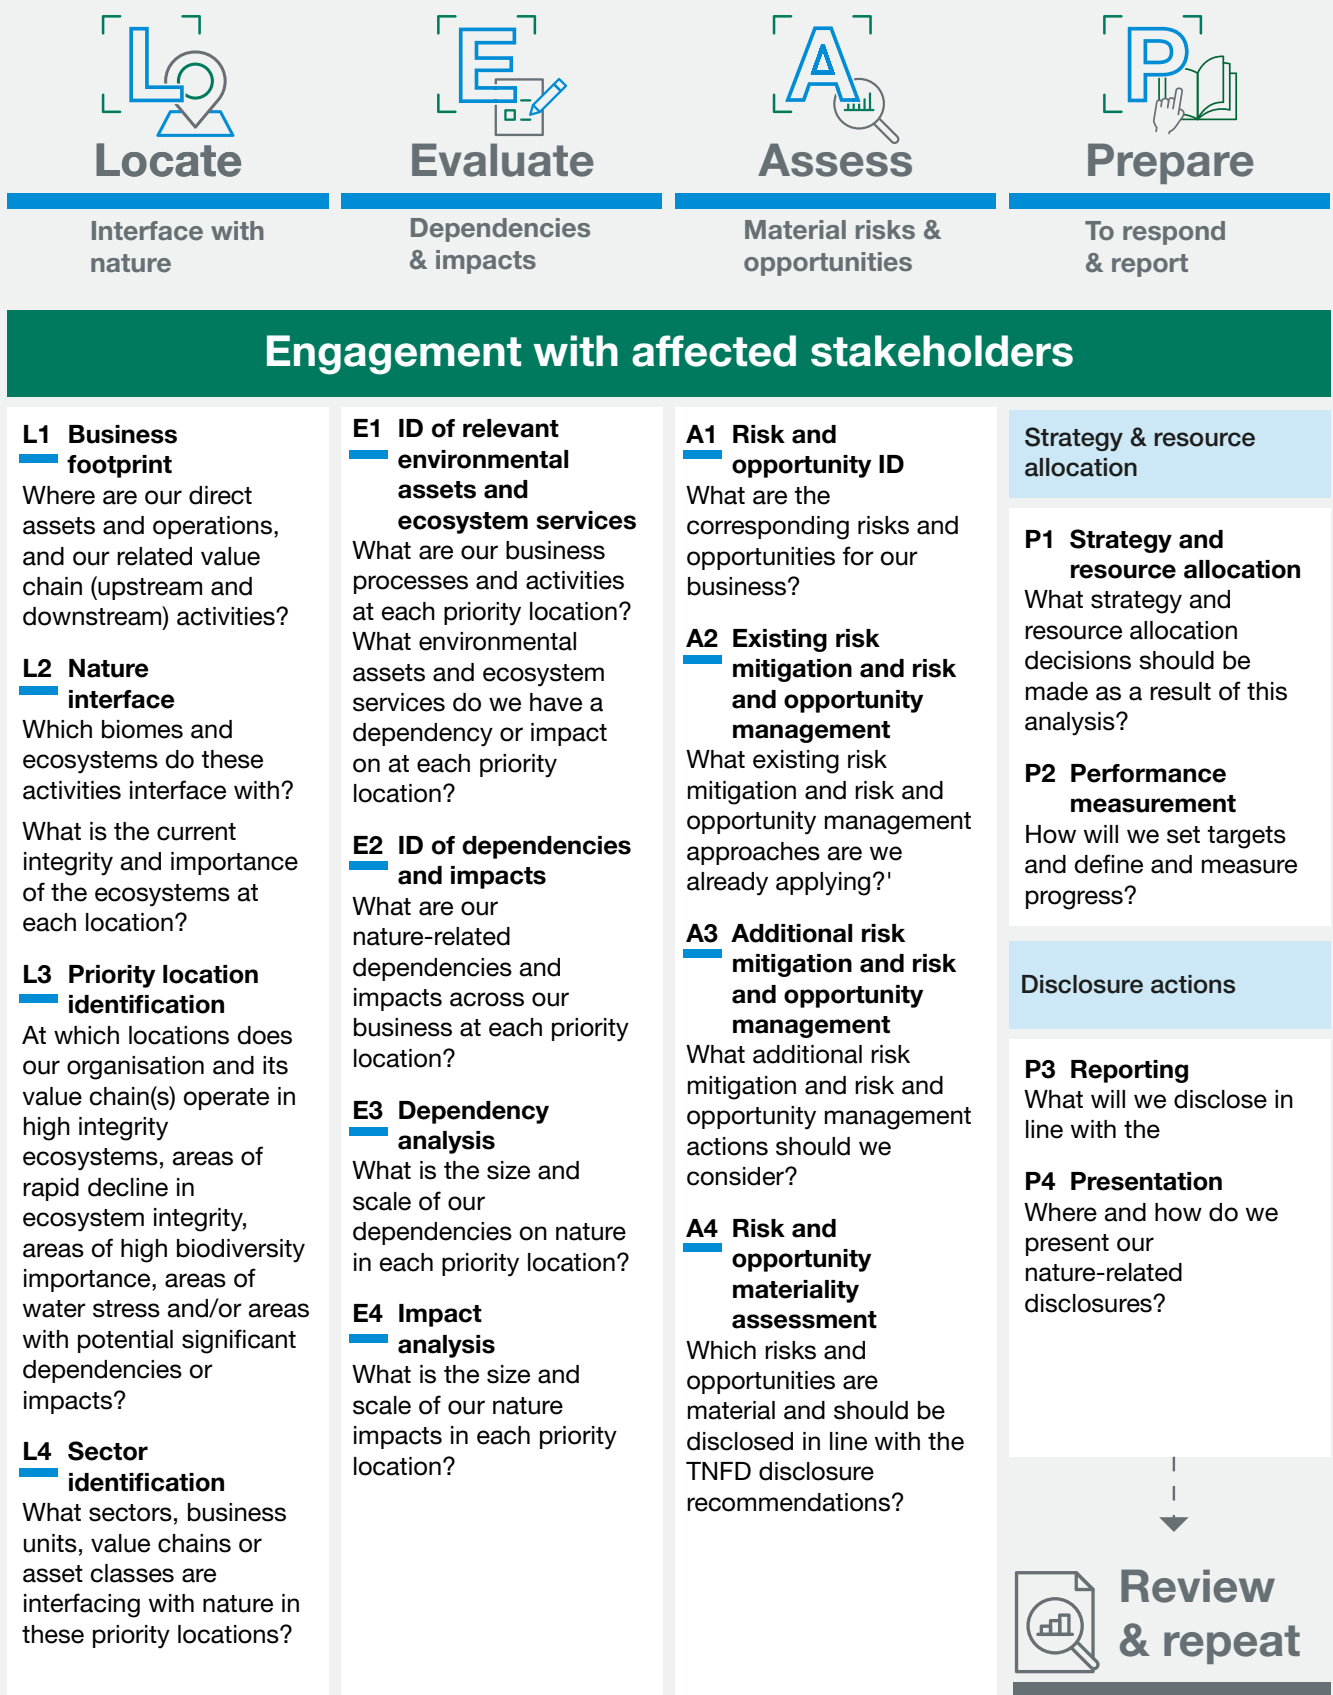 L
Locate
Interface with
nature
E
Evaluate
Dependencies
& impacts
A
Assess
Material risks &
opportunities
P
Prepare
To respond
& report
Engagement with affected stakeholders
L1 Business
footprint
Where are our direct
assets and operations,
and our related value
chain (upstream and
downstream) activities?
L2 Nature
interface
Which biomes and
ecosystems do these
activities interface with?
What is the current
integrity and importance
of the ecosystems at
each location?
L3 Priority location
identification
At which locations does
our organisation and its
value chain(s) operate in
high integrity
ecosystems, areas of
rapid decline in
ecosystem integrity,
areas of high biodiversity
importance, areas of
water stress and/or areas
with potential significant
dependencies or
impacts?
L4 Sector
identification
What sectors, business
units, value chains or
asset classes are
interfacing with nature in
these priority locations?
E1 ID of relevant
environmental
assets and
ecosystem services
What are our business
processes and activities
at each priority location?
What environmental
assets and ecosystem
services do we have a
dependency or impact
on at each priority
location?
E2 ID of dependencies
and impacts
What are our
nature-related
dependencies and
impacts across our
business at each priority
location?
E3 Dependency
analysis
What is the size and
scale of our
dependencies on nature
in each priority location?
E4 Impact
analysis
What is the size and
scale of our nature
impacts in each priority
location?
A1 Risk and
opportunity ID
What are the
corresponding risks and
opportunities for our
business?
A2 Existing risk
mitigation and risk
and opportunity
management
What existing risk
mitigation and risk and
opportunity management
approaches are we
already applying?'
A3 Additional risk
mitigation and risk
and opportunity
management
What additional risk
mitigation and risk and
opportunity management
actions should we
consider?
A4 Risk and
opportunity
materiality
assessment
Which risks and
opportunities are
material and should be
disclosed in line with the
TNFD disclosure
recommendations?
Strategy & resource
allocation
P1 Strategy and
resource allocation
What strategy and
resource allocation
decisions should be
made as a result of this
analysis?
P2 Performance
measurement
How will we set targets
and define and measure
progress?
Disclosure actions
P3 Reporting
What will we disclose in
line with the
P4 Presentation
Where and how do we
present our
nature-related
disclosures?
Review
& repeat